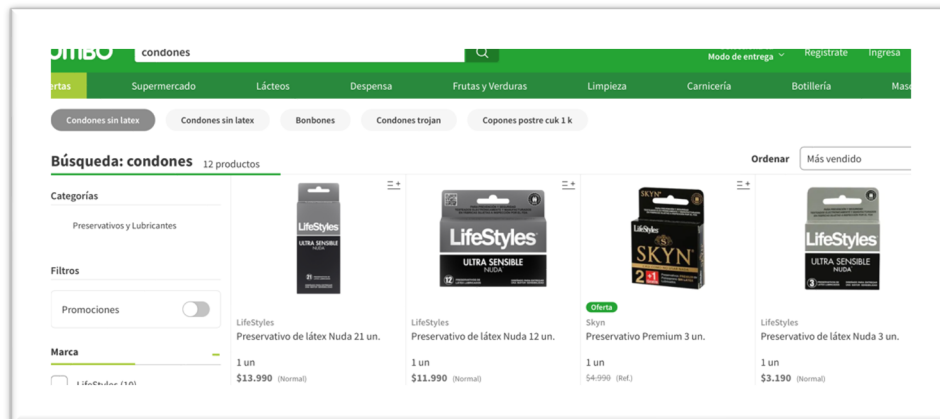 condones
Modo de entrega
Regístrate
Ingresa
Supermercado
Lácteos
Despensa
Frutas y Verduras
Limpieza
Carnicería
Botillería
Condones sin latex
Condones sin latex
Bonbones
Condones trojan
Copones postre cuk 1 k
Búsqueda: condones 12 productos
Ordenar
Más vendido
Categorías
Preservativos y Lubricantes
Filtros
Promociones
Marca
LifeStyles (10)
LifeStyles
ULTRA SENSIBLE
NUDA
LifeStyles
Preservativo de látex Nuda 21 un.
1 un
$13.990 (Normal)
LifeStyles
ULTRA SENSIBLE
NUDA
12
LifeStyles
Preservativo de látex Nuda 12 un.
1 un
$11.990 (Normal)
SKYN
LifeStyles
SKYN
2+1
Oferta
Skyn
Preservativo Premium 3 un.
1 un
$4.990 (Ref.)
LifeStyles
ULTRA SENSIBLE
NUDA
3
LifeStyles
Preservativo de látex Nuda 3 un.
1 un
$3.190 (Normal)